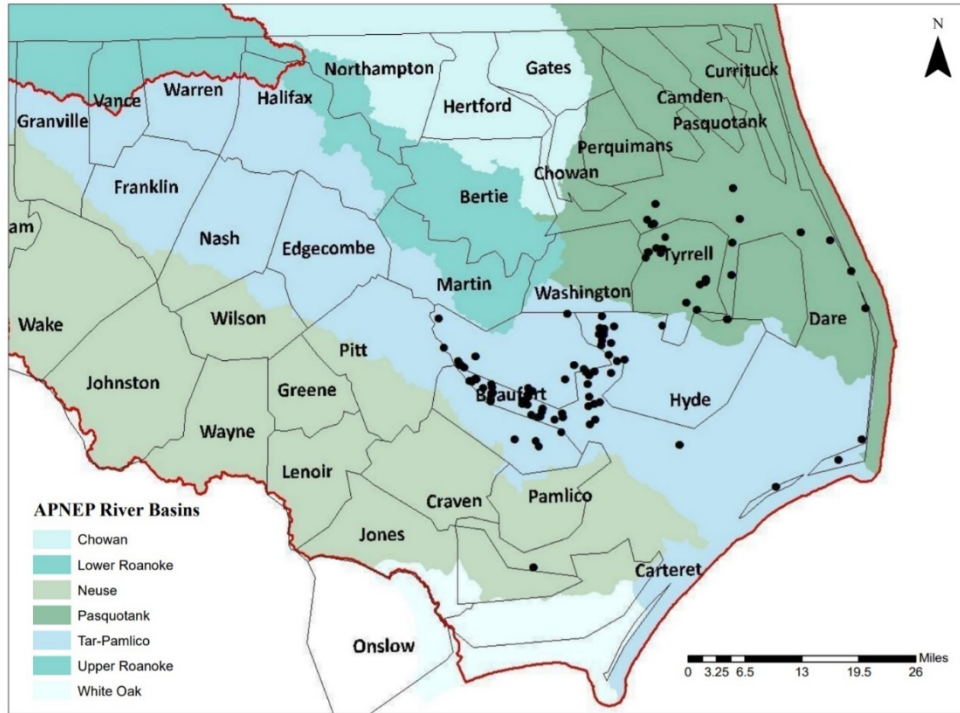 N
Northampton
Gates
Currituck
Warren
Vance
Halifax
Hertford
Camden
Granville
Pasquotank
Perquimans
Franklin
Chowan
Bertie
am
Nash
Edgecombe
Tyrrell
Martin
Washington
Wake
Wilson
Dare
Pitt
Johnston
Greene
Beaufort
Hyde
Wayne
Lenoir
Craven
Pamlico
APNEP River Basins
Jones
Chowan
Lower Roanoke
Carteret
Neuse
Pasquotank
Tar-Pamlico
Onslow
Upper Roanoke
White Oak
Miles
0 3.25 6.5 13 19.5 26